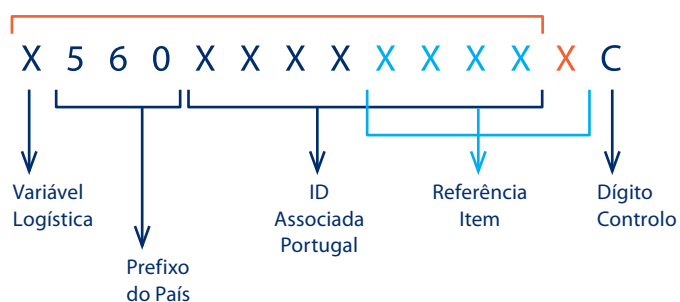 X 5 6 0 X X X X X X X X X C
Variável
Logística
Prefixo
do País
ID
Associada
Portugal
Referência
Item
Dígito
Controlo